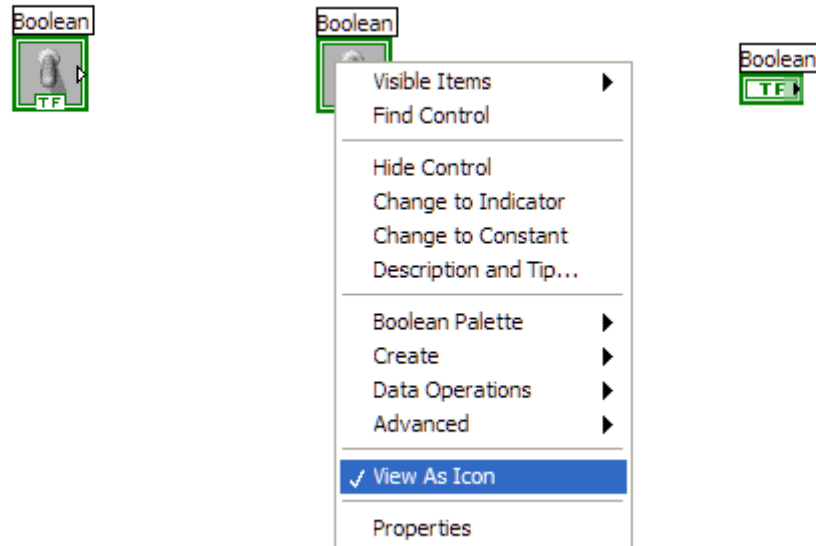 Boolean
TF
Boolean
Visible Items
Find Control
Hide Control
Change to Indicator
Change to Constant
Description and Tip...
Boolean Palette
Create
Data Operations
Advanced
View As Icon
Properties
Boolean
TF